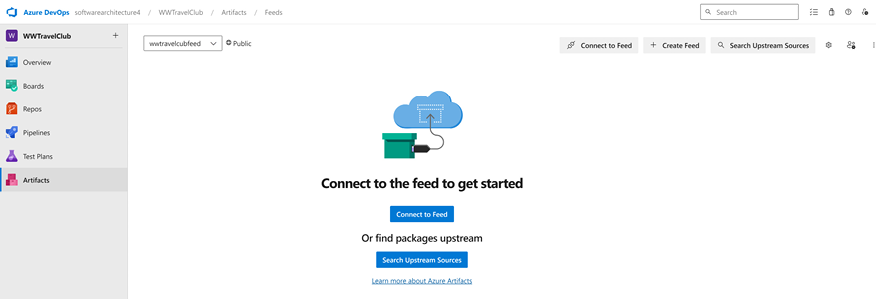 Azure DevOps softwarearchitecture4 / WWTravelClub / Artifacts / Feeds Search
W WWTravelClub +
wwtravelcubfeed Public Connect to Feed + Create Feed Search Upstream Sources
Overview
Boards
Repos
Pipelines
Test Plans
Artifacts
Connect to the feed to get started
Connect to Feed
Or find packages upstream
Search Upstream Sources
Learn more about Azure Artifacts